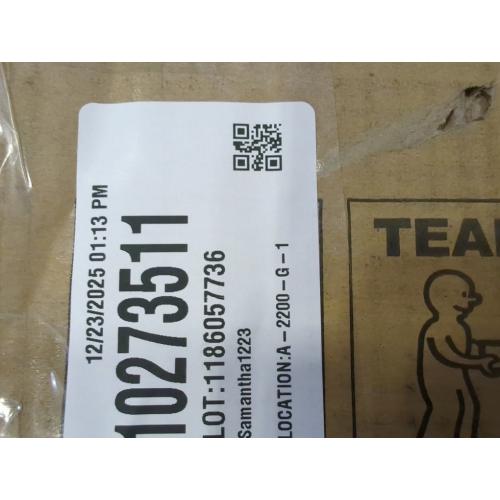 12/23/2025 01:13 PM
10273511
LOT:1186057736
Samantha1223
LOCATION:A-2200-G-1
TEA